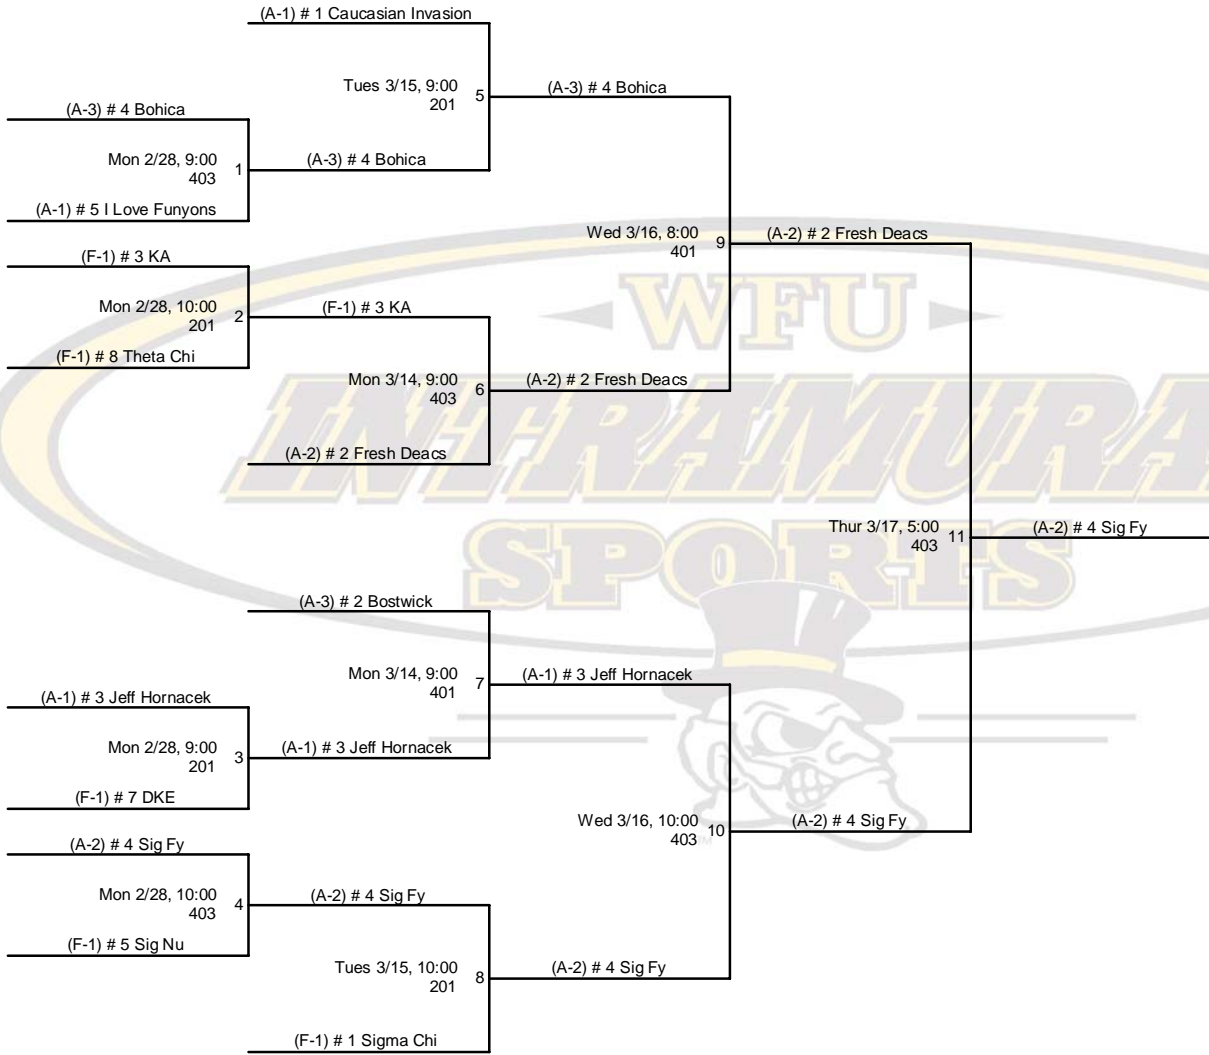 (A-1) # 1 Caucasian Invasion
Tues 3/15, 9:00
201
5
(A-3) # 4 Bohica
(A-3) # 4 Bohica
Mon 2/28, 9:00
403
1
(A-3) # 4 Bohica
(A-1) # 5 I Love Funyons
Wed 3/16, 8:00
401
9
(A-2) # 2 Fresh Deacs
(F-1) # 3 KA
Mon 2/28, 10:00
201
2
(F-1) # 3 KA
(F-1) # 8 Theta Chi
Mon 3/14, 9:00
403
6
(A-2) # 2 Fresh Deacs
(A-2) # 2 Fresh Deacs
WFU
INTRAMURA
SPORTS
Thur 3/17, 5:00
403
11
(A-2) # 4 Sig Fy
(A-3) # 2 Bostwick
Mon 3/14, 9:00
401
7
(A-1) # 3 Jeff Hornacek
(A-1) # 3 Jeff Hornacek
Mon 2/28, 9:00
201
3
(A-1) # 3 Jeff Hornacek
(F-1) # 7 DKE
Wed 3/16, 10:00
403
10
(A-2) # 4 Sig Fy
(A-2) # 4 Sig Fy
Mon 2/28, 10:00
403
4
(A-2) # 4 Sig Fy
(F-1) # 5 Sig Nu
Tues 3/15, 10:00
201
8
(A-2) # 4 Sig Fy
(F-1) # 1 Sigma Chi